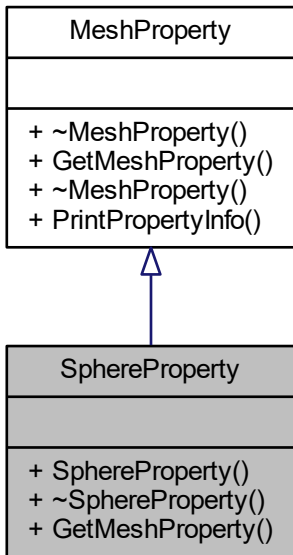 MeshProperty
+ ~MeshProperty()
+ GetMeshProperty()
+ ~MeshProperty()
+ PrintPropertyInfo()
SphereProperty
+ SphereProperty()
+ ~SphereProperty()
+ GetMeshProperty()